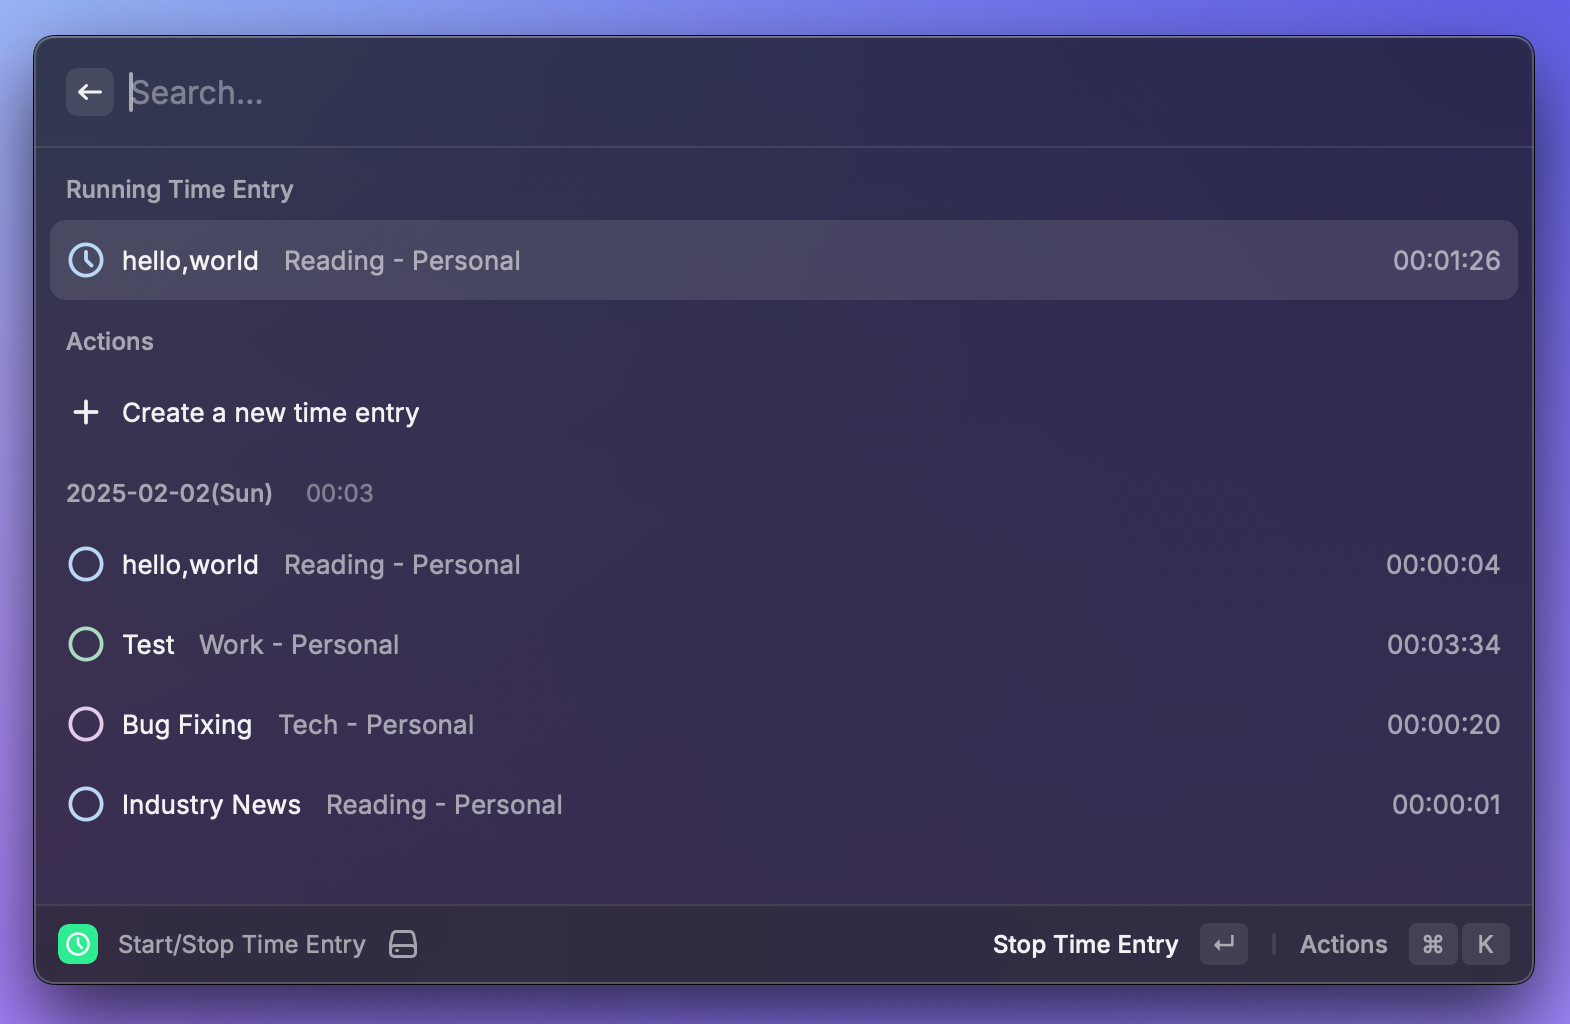 Search...
Running Time Entry
hello,world Reading - Personal 00:01:26
Actions
Create a new time entry
2025-02-02(Sun) 00:03
hello,world Reading - Personal 00:00:04
Test Work - Personal 00:03:34
Bug Fixing Tech - Personal 00:00:20
Industry News Reading - Personal 00:00:01
Start/Stop Time Entry Stop Time Entry ↵ Actions ⌘ K